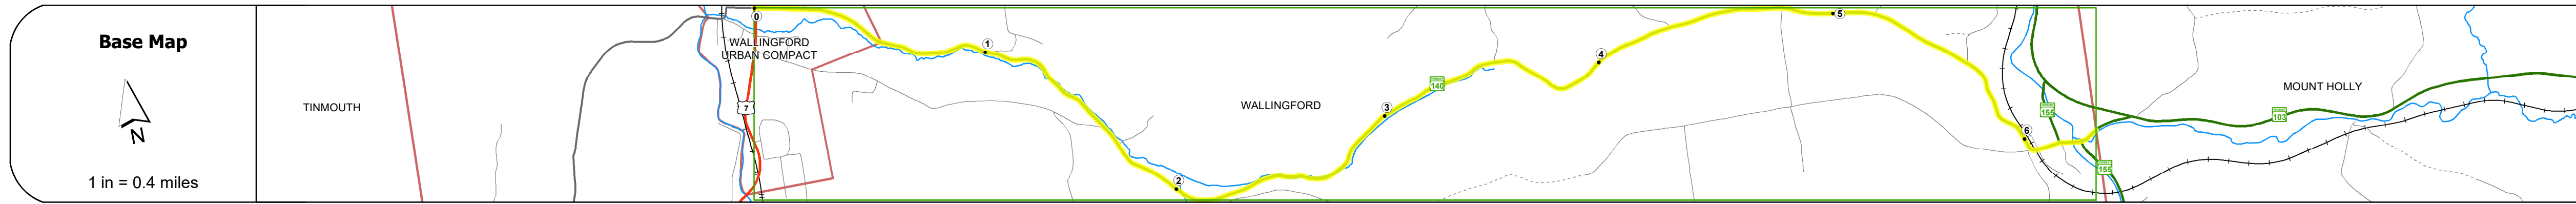 Base Map
N
1 in = 0.4 miles
TINMOUTH
WALLINGFORD
URBAN COMPACT
7
0
1
2
WALLINGFORD
3
140
4
5
6
155
155
103
MOUNT HOLLY